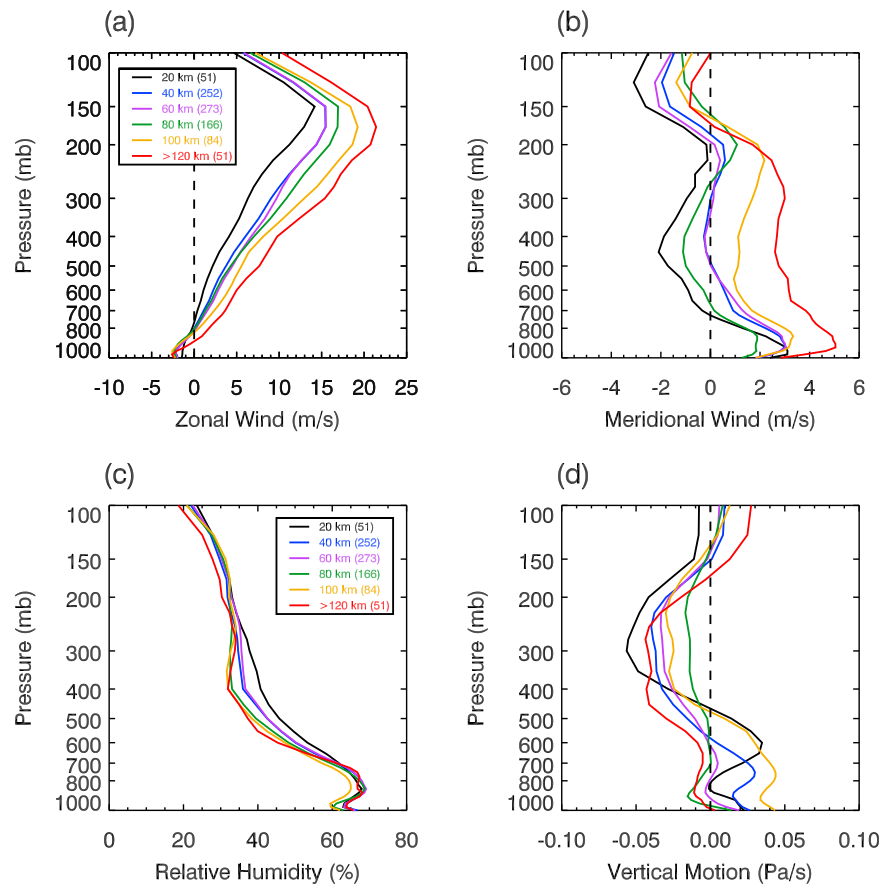 (a)
(b)
100
150
200
300
400
500
600
800
1000
Pressure (mb)
20 km (51)
40 km (252)
60 km (273)
80 km (166)
100 km (84)
>120 km (51)
-10 -5 0 5 10 15 20 25
Zonal Wind (m/s)
100
150
200
300
400
500
600
800
1000
Pressure (mb)
-6 -4 -2 0 2 4 6
Meridional Wind (m/s)
(c)
(d)
100
150
200
300
400
500
600
800
1000
Pressure (mb)
20 km (51)
40 km (252)
60 km (273)
80 km (166)
100 km (84)
>120 km (51)
0 20 40 60 80
Relative Humidity (%)
100
150
200
300
400
500
600
800
1000
Pressure (mb)
-0.10 -0.05 0.00 0.05 0.10
Vertical Motion (Pa/s)